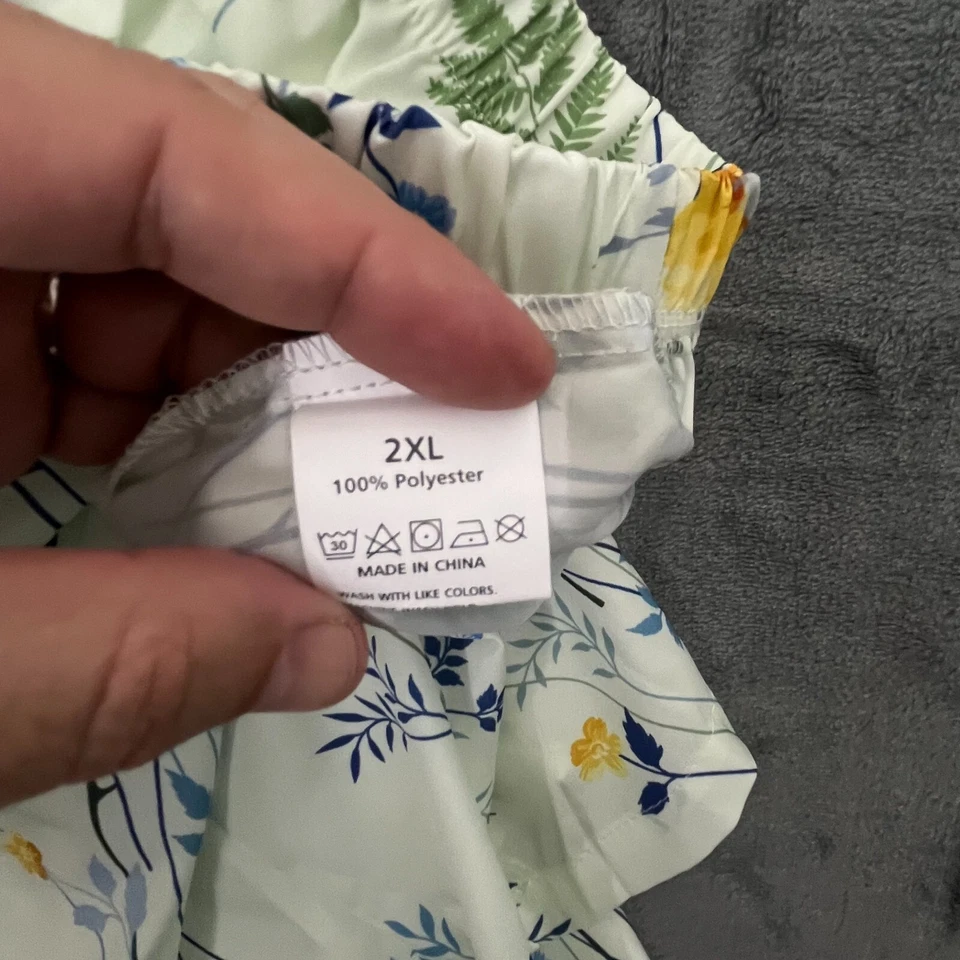 2XL
100% Polyester
30
MADE IN CHINA
WASH WITH LIKE COLORS.